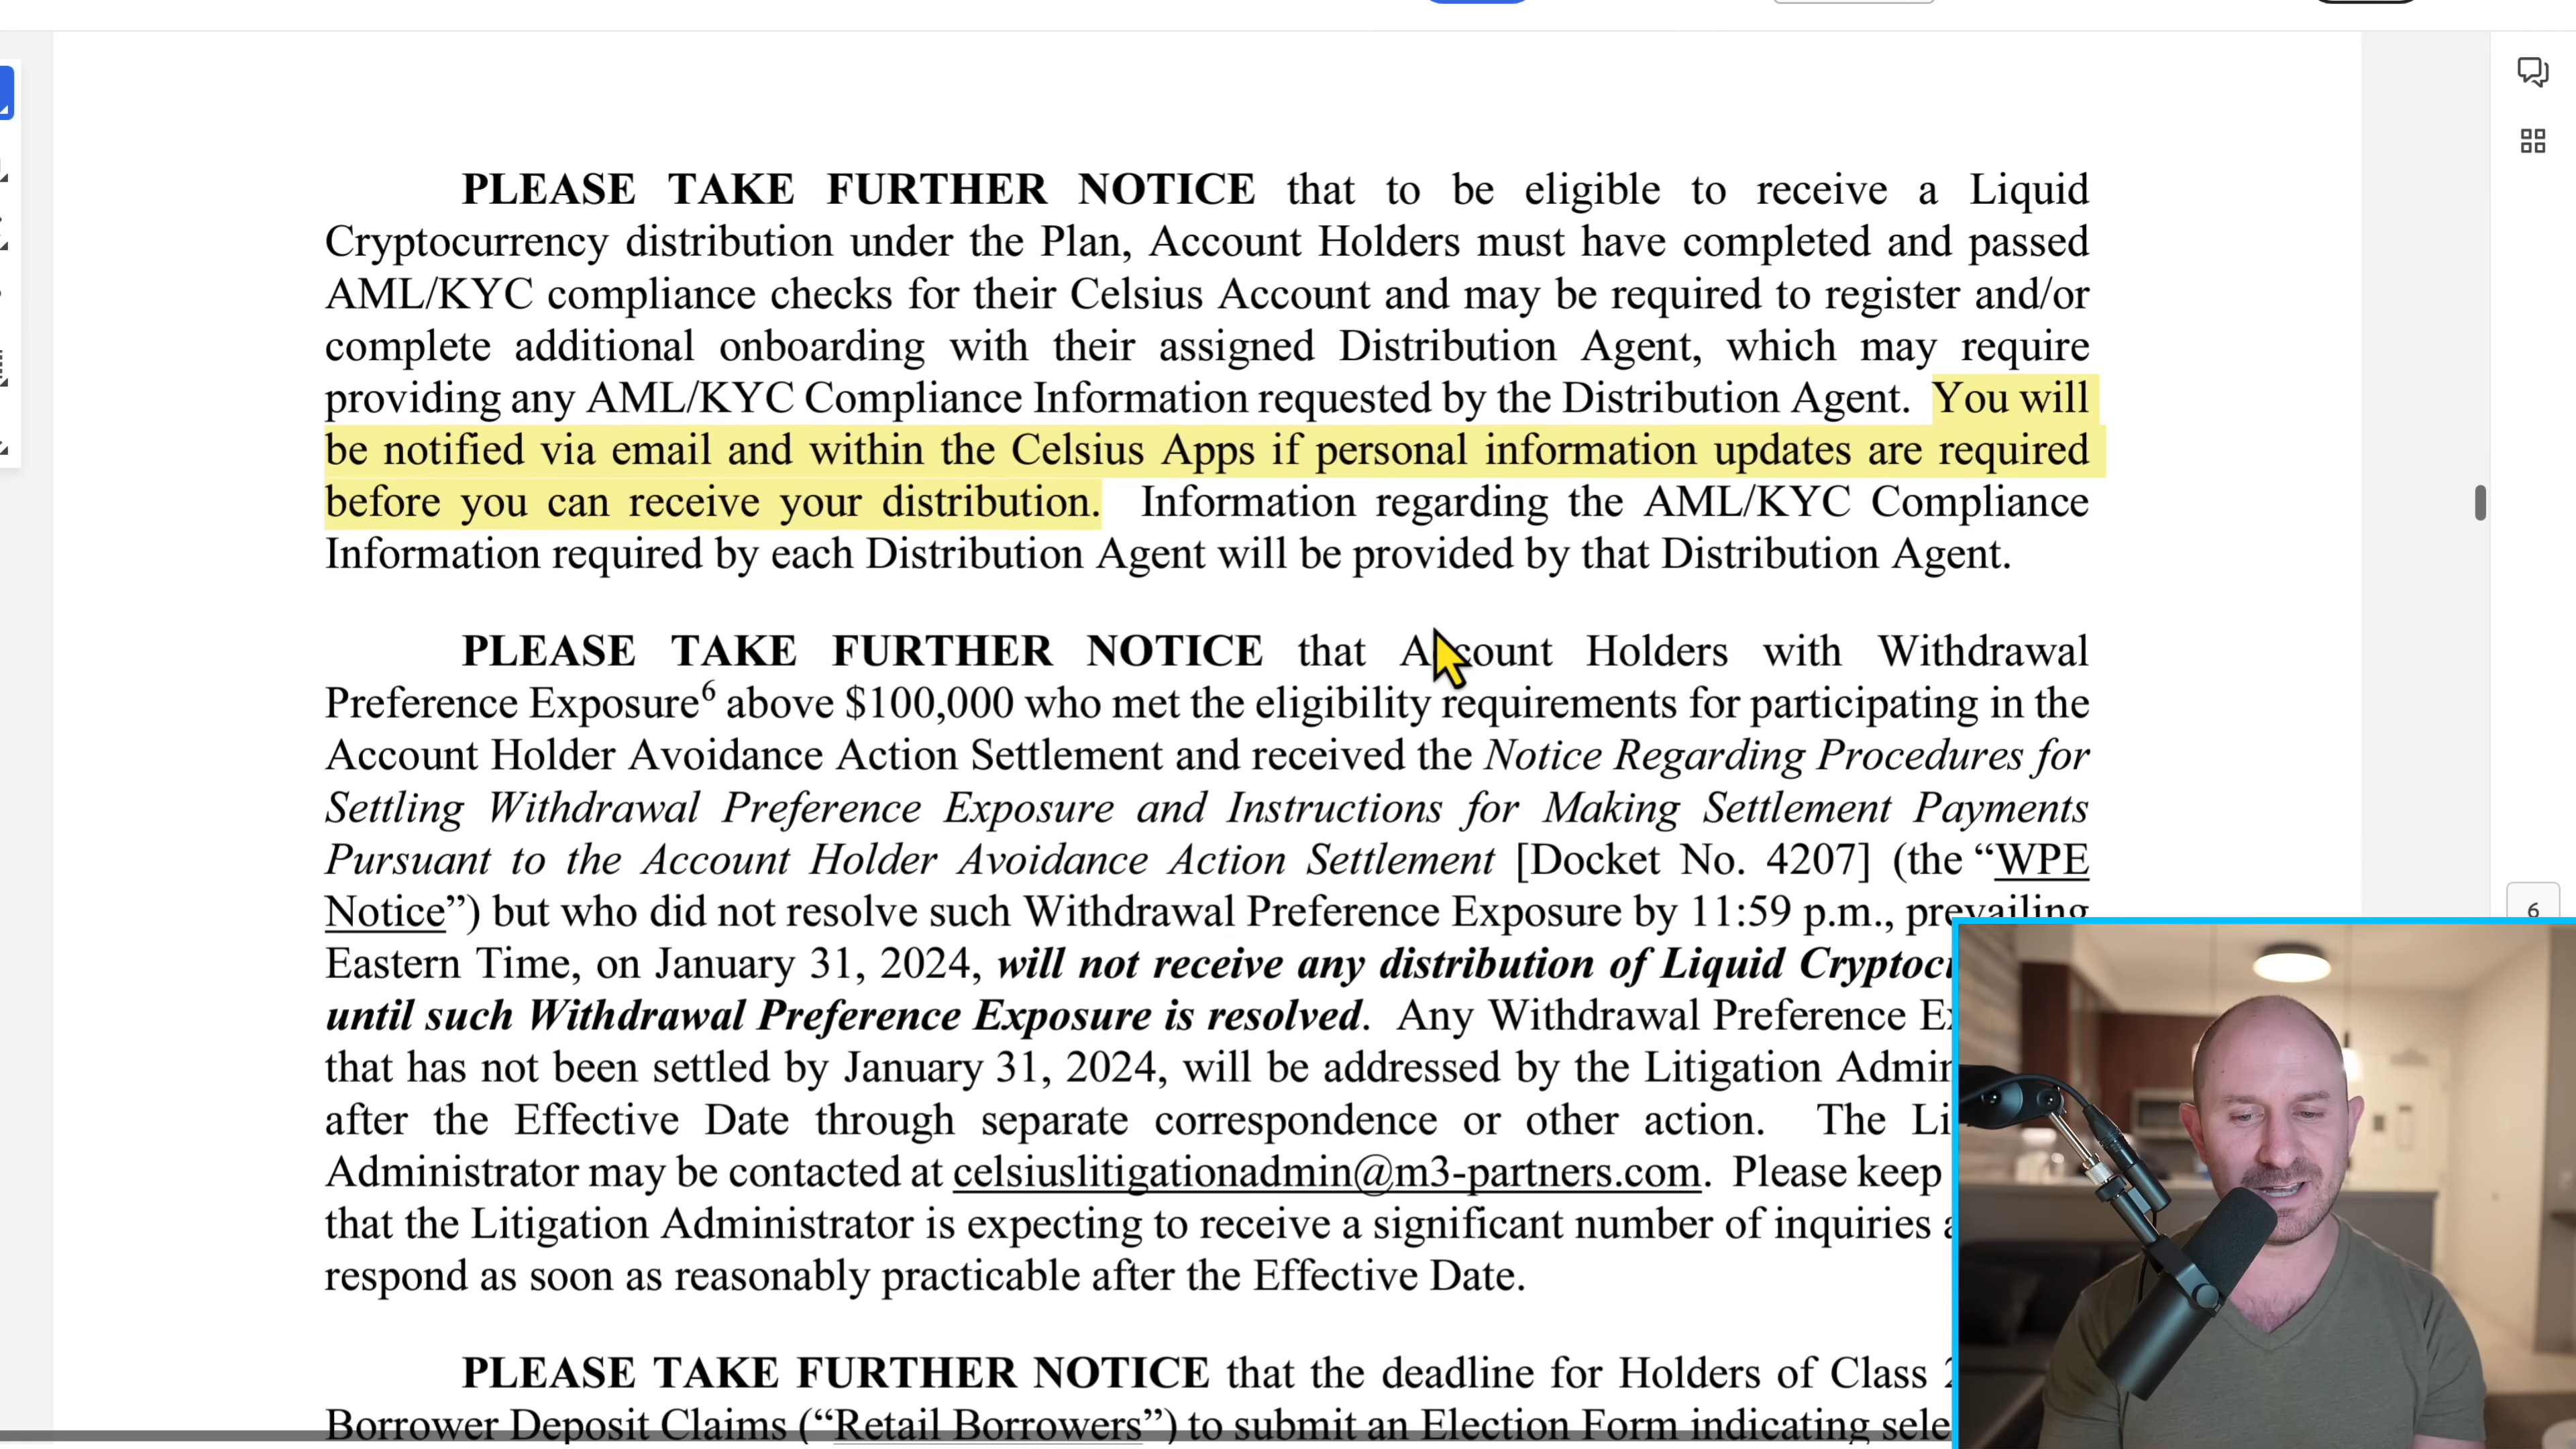 PLEASE TAKE FURTHER NOTICE that to be eligible to receive a Liquid
Cryptocurrency distribution under the Plan, Account Holders must have completed and passed
AML/KYC compliance checks for their Celsius Account and may be required to register and/or
complete additional onboarding with their assigned Distribution Agent, which may require
providing any AML/KYC Compliance Information requested by the Distribution Agent. You will
be notified via email and within the Celsius Apps if personal information updates are required
before you can receive your distribution. Information regarding the AML/KYC Compliance
Information required by each Distribution Agent will be provided by that Distribution Agent.
PLEASE TAKE FURTHER NOTICE that Account Holders with Withdrawal
Preference Exposure6 above $100,000 who met the eligibility requirements for participating in the
Account Holder Avoidance Action Settlement and received the Notice Regarding Procedures for
Settling Withdrawal Preference Exposure and Instructions for Making Settlement Payments
Pursuant to the Account Holder Avoidance Action Settlement [Docket No. 4207] (the “WPE
Notice”) but who did not resolve such Withdrawal Preference Exposure by 11:59 p.m., prevailing
6
Eastern Time, on January 31, 2024, will not receive any distribution of Liquid
until such Withdrawal Preference Exposure is resolved. Any Withdrawal Preference
that has not been settled by January 31, 2024, will be addressed by the Litigation
after the Effective Date through separate correspondence or other action. The
Administrator may be contacted at celsiuslitigationadmin@m3-partners.com. Please keep
that the Litigation Administrator is expecting to receive a significant number of inquiries
respond as soon as reasonably practicable after the Effective Date.
PLEASE TAKE FURTHER NOTICE that the deadline for Holders of Class
Borrower Deposit Claims (“Retail Borrowers”) to submit an Election Form indicating